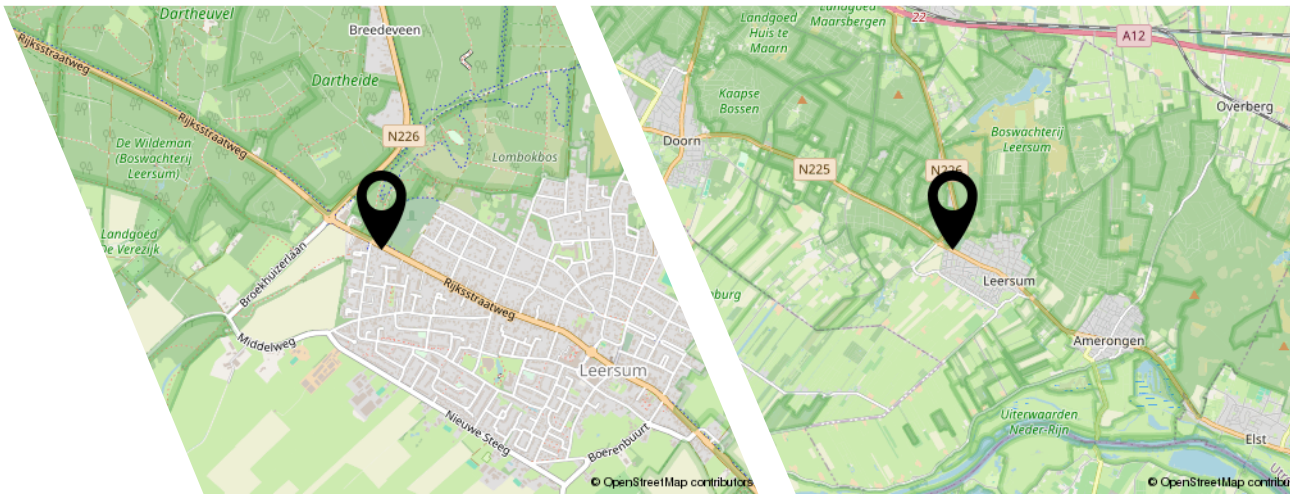 Dartheuvel
Breedeveen
Rijksstraatweg
Dartheide
Rijksstraatweg
N226
De Wildeman
(Boswachterij
Leersum)
Lombokbos
Landgoed
De Verezijk
Broekhuizerlaan
Rijksstraatweg
Middelweg
Leersum
Nieuwe Steeg
Boerenbuurt
© OpenStreetMap contributors
Landgoed
Huis te
Maarn
Landgoed
Maarsbergen
22
A12
Kaapse
Bossen
Overberg
Doorn
Boswachterij
Leersum
N225
N226
Leersum
Amerongen
Uiterwaarden
Neder-Rijn
Elst
© OpenStreetMap contribu